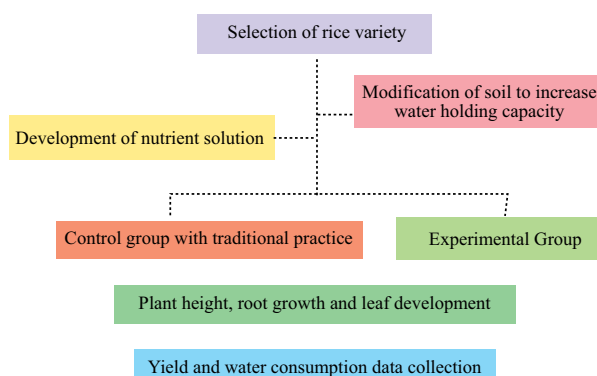 Selection of rice variety
Modification of soil to increase
water holding capacity
Development of nutrient solution
Control group with traditional practice
Experimental Group
Plant height, root growth and leaf development
Yield and water consumption data collection